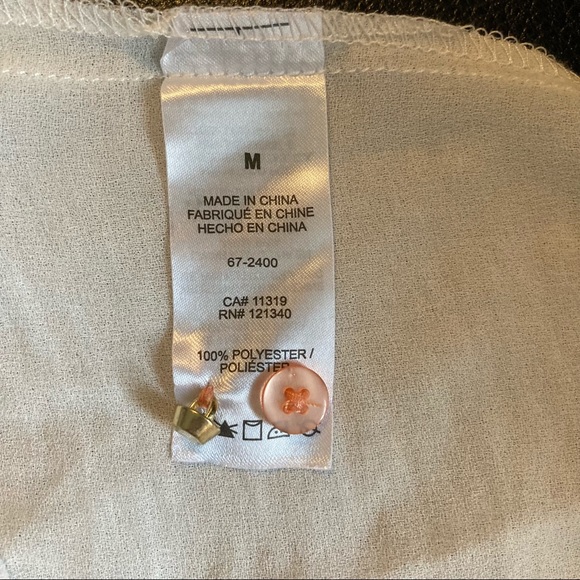 M
MADE IN CHINA
FABRIQUÉ EN CHINE
HECHO EN CHINA
67-2400
CA# 11319
RN# 121340
100% POLYESTER /
POLIÉSTER